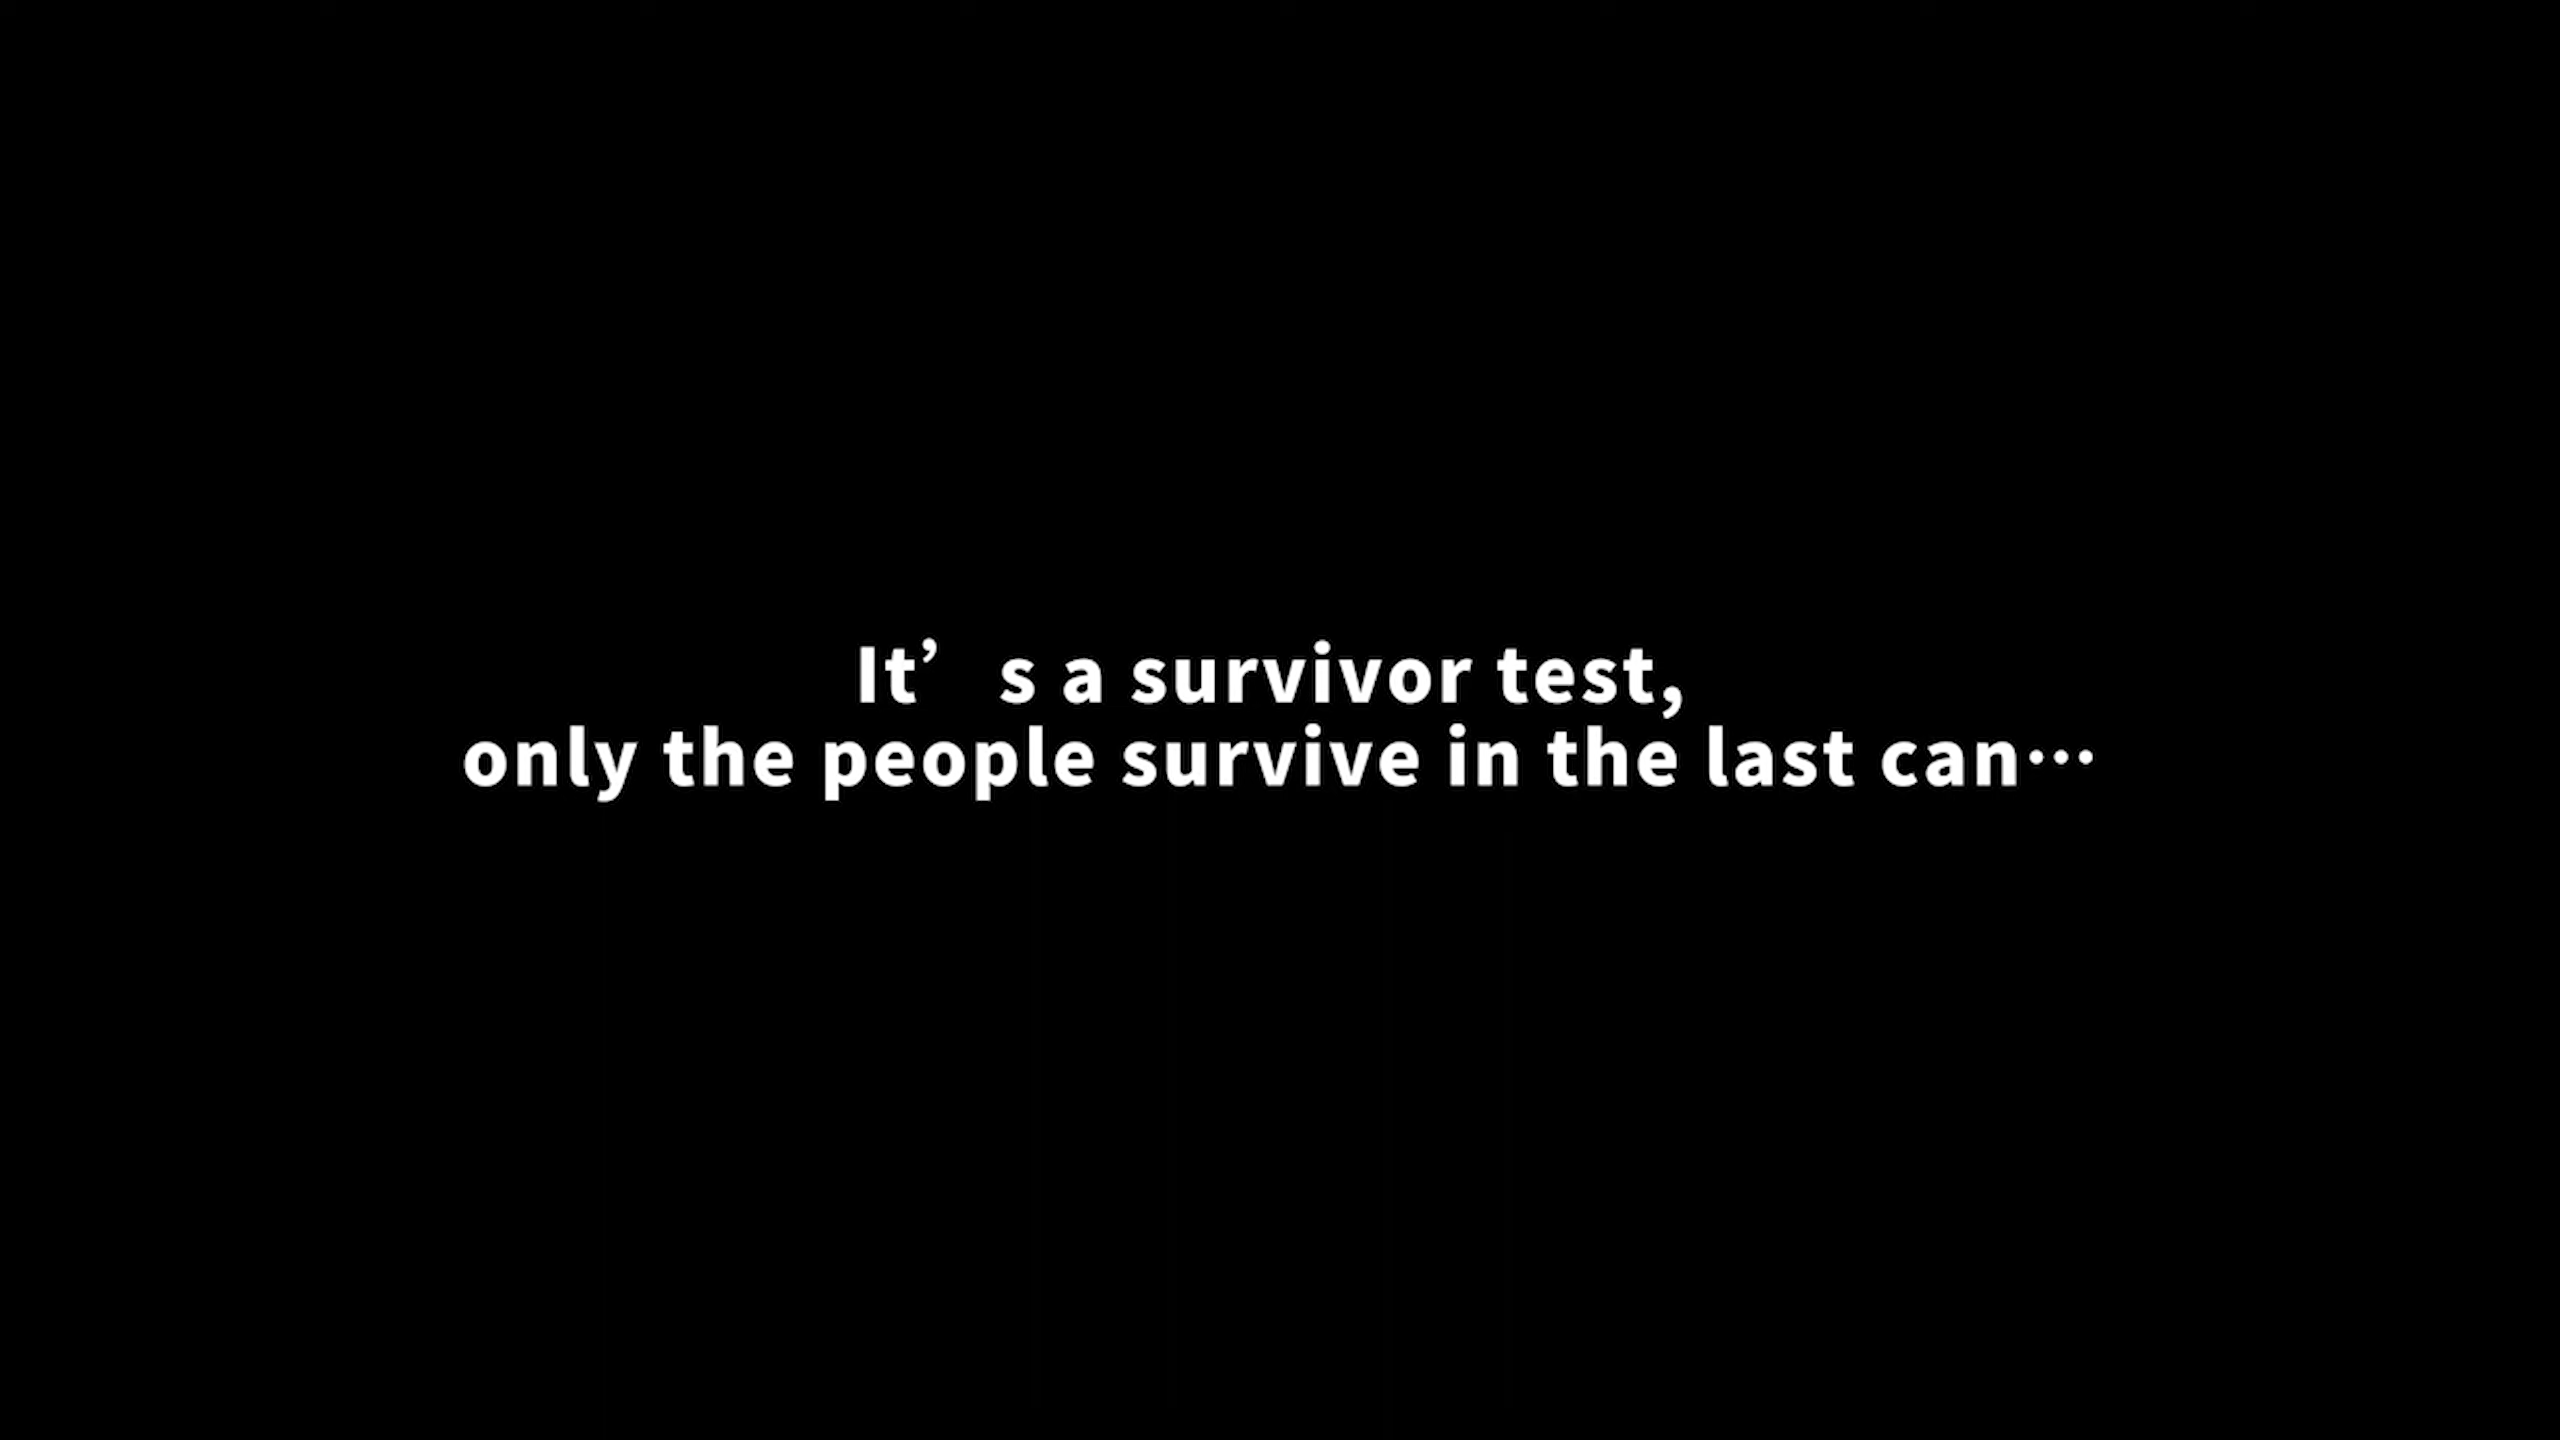 It’s a survivor test,
only the people survive in the last can…